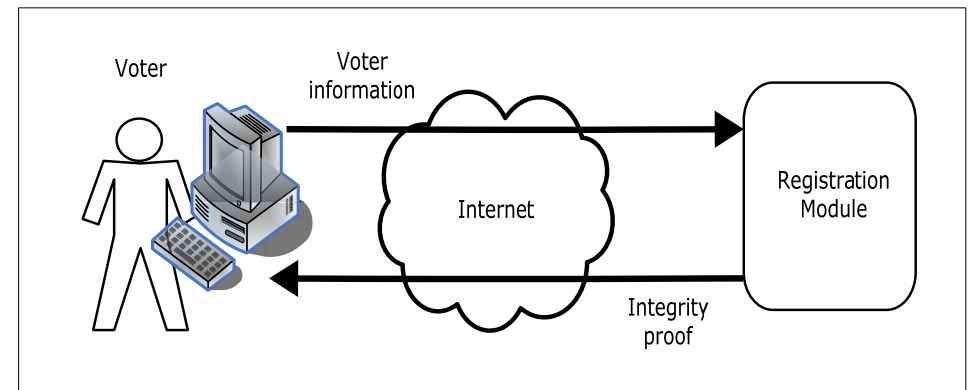 Voter
Voter
information
Internet
Registration
Module
Integrity
proof